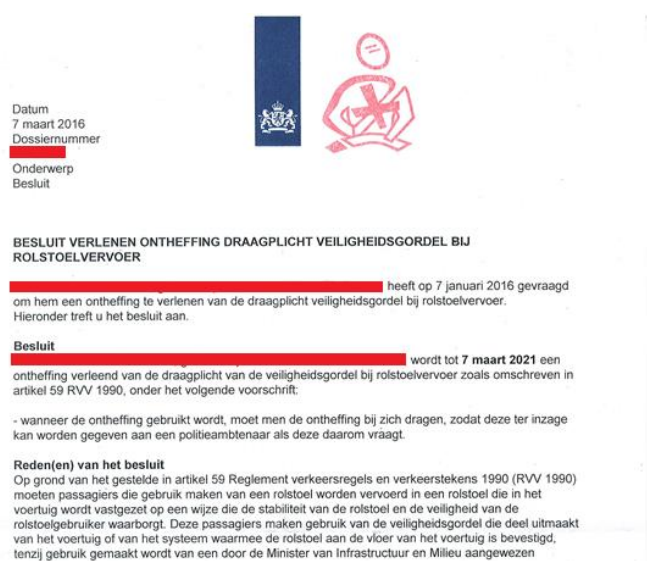 Datum
7 maart 2016
Dossiernummer
Onderwerp
Besluit
BESLUIT VERLENEN ONTHEFFING DRAAGPLICHT VEILIGHEIDSGORDEL BIJ
ROLSTOELVERVOER
heeft op 7 januari 2016 gevraagd
om hem een ontheffing te verlenen van de draagplicht veiligheidsgordel bij rolstoelvervoer.
Hieronder treft u het besluit aan.
Besluit
wordt tot 7 maart 2021 een
ontheffing verleend van de draagplicht van de veiligheidsgordel bij rolstoelvervoer zoals omschreven in
artikel 59 RVV 1990, onder het volgende voorschrift:
- wanneer de ontheffing gebruikt wordt, moet men de ontheffing bij zich dragen, zodat deze ter inzage
kan worden gegeven aan een politieambtenaar als deze daarom vraagt.
Reden(en) van het besluit
Op grond van het gestelde in artikel 59 Reglement verkeersregels en verkeerstekens 1990 (RVV 1990)
moeten passagiers die gebruik maken van een rolstoel worden vervoerd in een rolstoel die in het
voertuig wordt vastgezet op een wijze die de stabiliteit van de rolstoel en de veiligheid van de
rolstoelgebruiker waarborgt. Deze passagiers maken gebruik van de veiligheidsgordel die deel uitmaakt
van het voertuig of van het systeem waarmee de rolstoel aan de vloer van het voertuig is bevestigd,
tenzij gebruik gemaakt wordt van een door de Minister van Infrastructuur en Milieu aangewezen